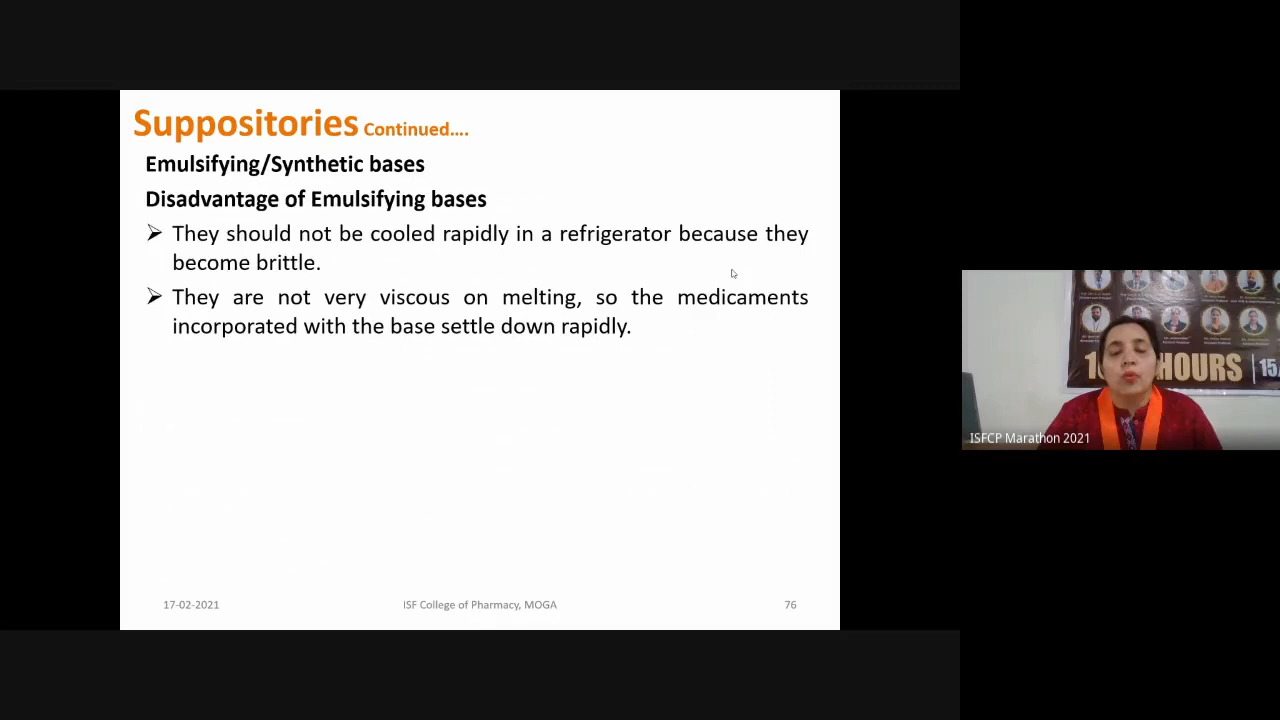 Suppositories Continued….
Emulsifying/Synthetic bases
Disadvantage of Emulsifying bases
➢ They should not be cooled rapidly in a refrigerator because they
become brittle.
➢ They are not very viscous on melting, so the medicaments
incorporated with the base settle down rapidly.
17-02-2021
ISF College of Pharmacy, MOGA
76
HOURS
15
ISFCP Marathon 2021